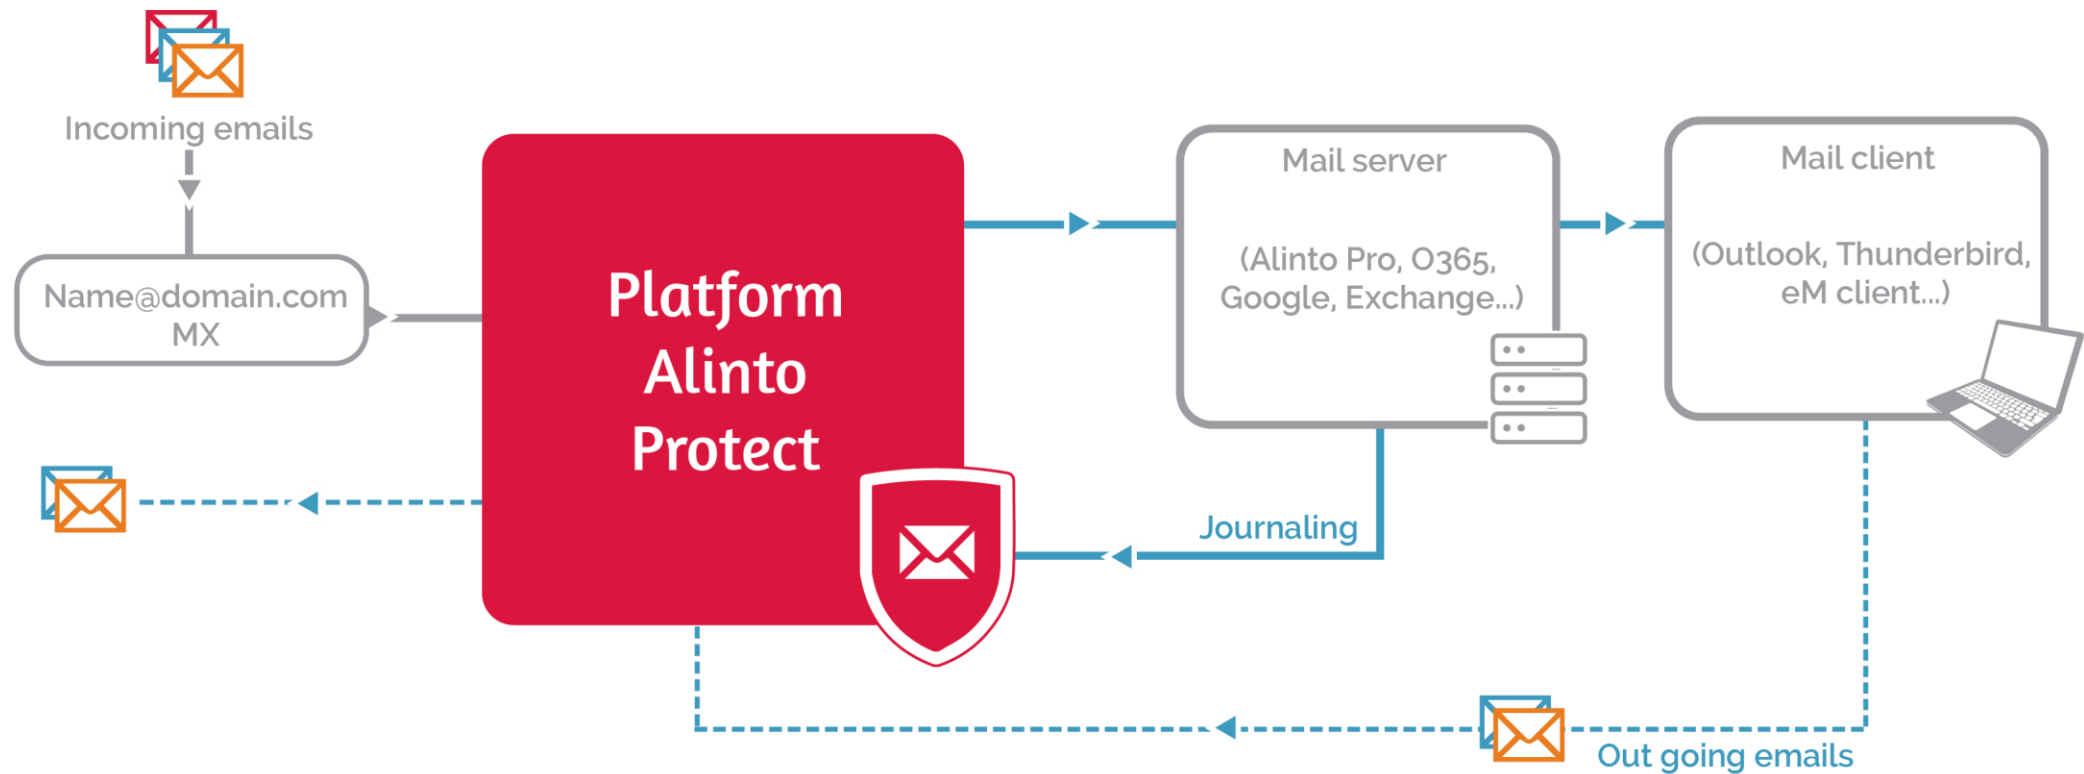 Incoming emails
Name@domain.com
MX
Platform
Alinto
Protect
Mail server
(Alinto Pro, O365,
Google, Exchange...)
Mail client
(Outlook, Thunderbird,
eM client...)
Journaling
Out going emails